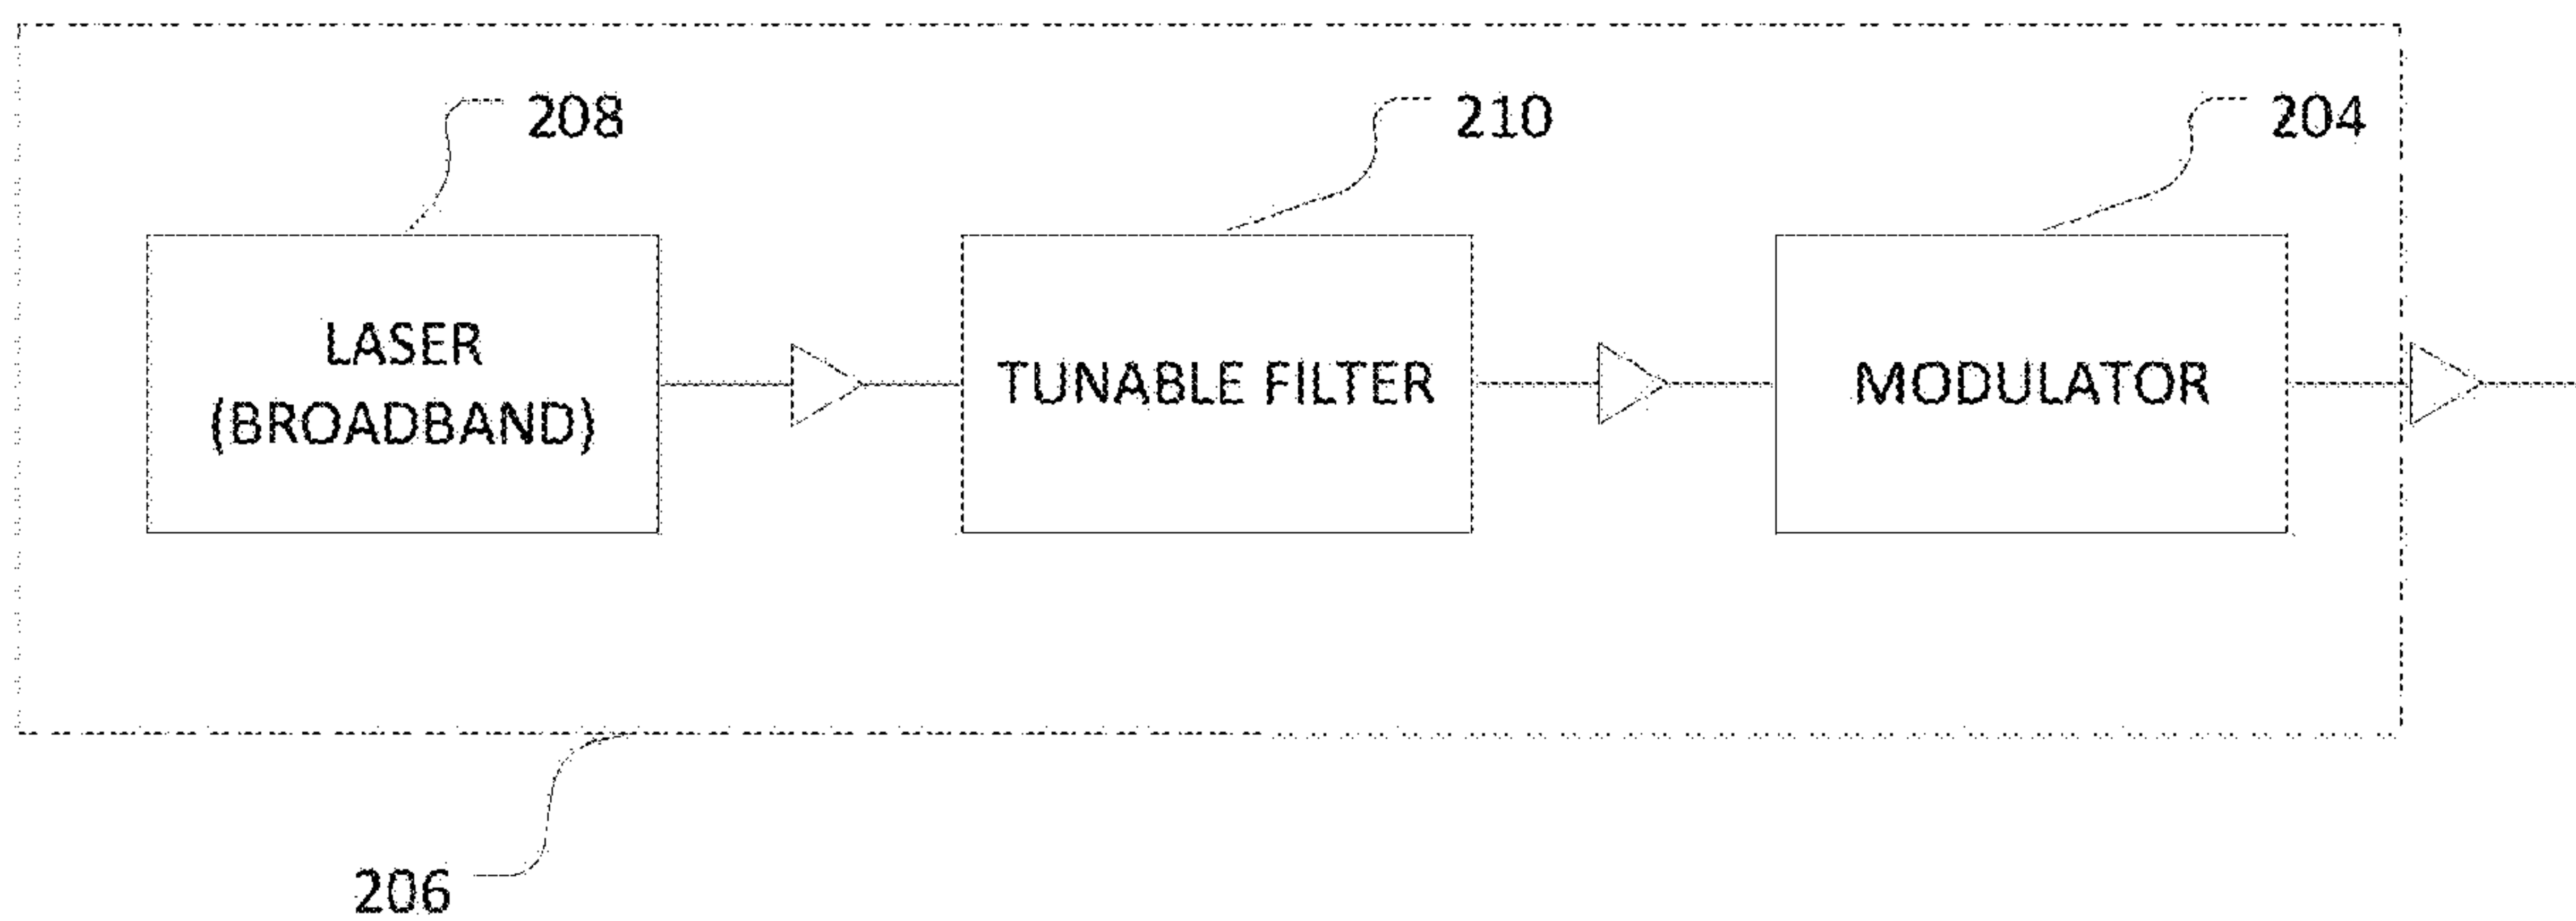 208
210
204
LASER
(BROADBAND)
TUNABLE FILTER
MODULATOR
206